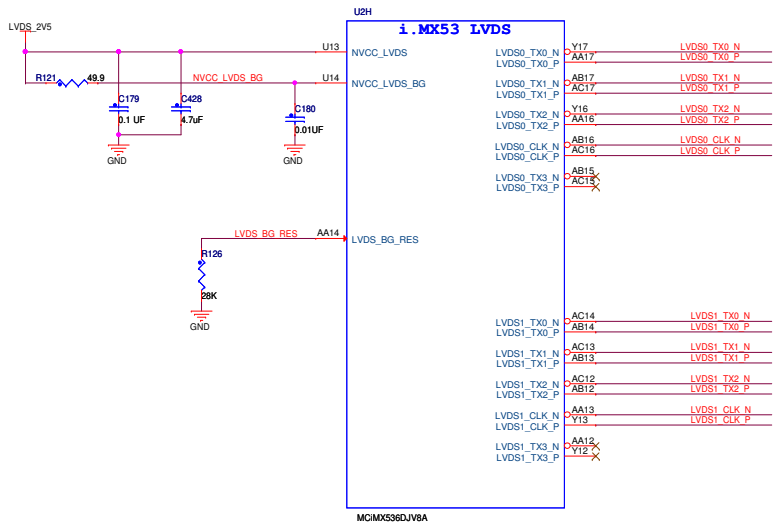 U2H
i.MX53 LVDS
LVDS_2V5
U13
NVCC_LVDS
R121
49.9
NVCC_LVDS_BG
U14
NVCC_LVDS_BG
C179
0.1 UF
C428
4.7uF
C180
0.01UF
GND
GND
LVDS_BG_RES
AA14
LVDS_BG_RES
R126
28K
GND
LVDS0_TX0_N
Y17
LVDS0_TX0_N
LVDS0_TX0_P
AA17
LVDS0_TX0_P
LVDS0_TX1_N
AB17
LVDS0_TX1_N
LVDS0_TX1_P
AC17
LVDS0_TX1_P
LVDS0_TX2_N
Y16
LVDS0_TX2_N
LVDS0_TX2_P
AA16
LVDS0_TX2_P
LVDS0_CLK_N
AB16
LVDS0_CLK_N
LVDS0_CLK_P
AC16
LVDS0_CLK_P
LVDS0_TX3_N
AB15
LVDS0_TX3_P
AC15
LVDS1_TX0_N
AC14
LVDS1_TX0_N
LVDS1_TX0_P
AB14
LVDS1_TX0_P
LVDS1_TX1_N
AC13
LVDS1_TX1_N
LVDS1_TX1_P
AB13
LVDS1_TX1_P
LVDS1_TX2_N
AC12
LVDS1_TX2_N
LVDS1_TX2_P
AB12
LVDS1_TX2_P
LVDS1_CLK_N
AA13
LVDS1_CLK_N
LVDS1_CLK_P
Y13
LVDS1_CLK_P
LVDS1_TX3_N
AA12
LVDS1_TX3_P
Y12
MCiMX536DJV8A